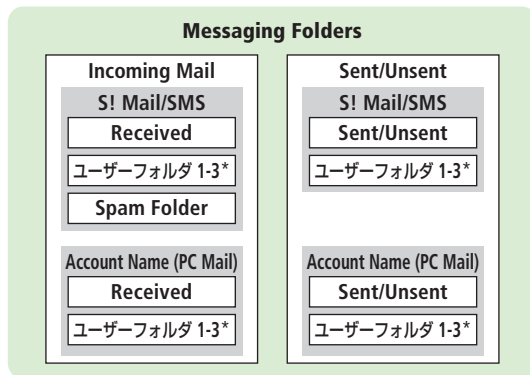 Messaging Folders
Incoming Mail
S! Mail/SMS
Received
ユーザーフォルダ 1-3*
Spam Folder
Account Name (PC Mail)
Received
ユーザーフォルダ 1-3*
Sent/Unsent
S! Mail/SMS
Sent/Unsent
ユーザーフォルダ 1-3*
Account Name (PC Mail)
Sent/Unsent
ユーザーフォルダ 1-3*